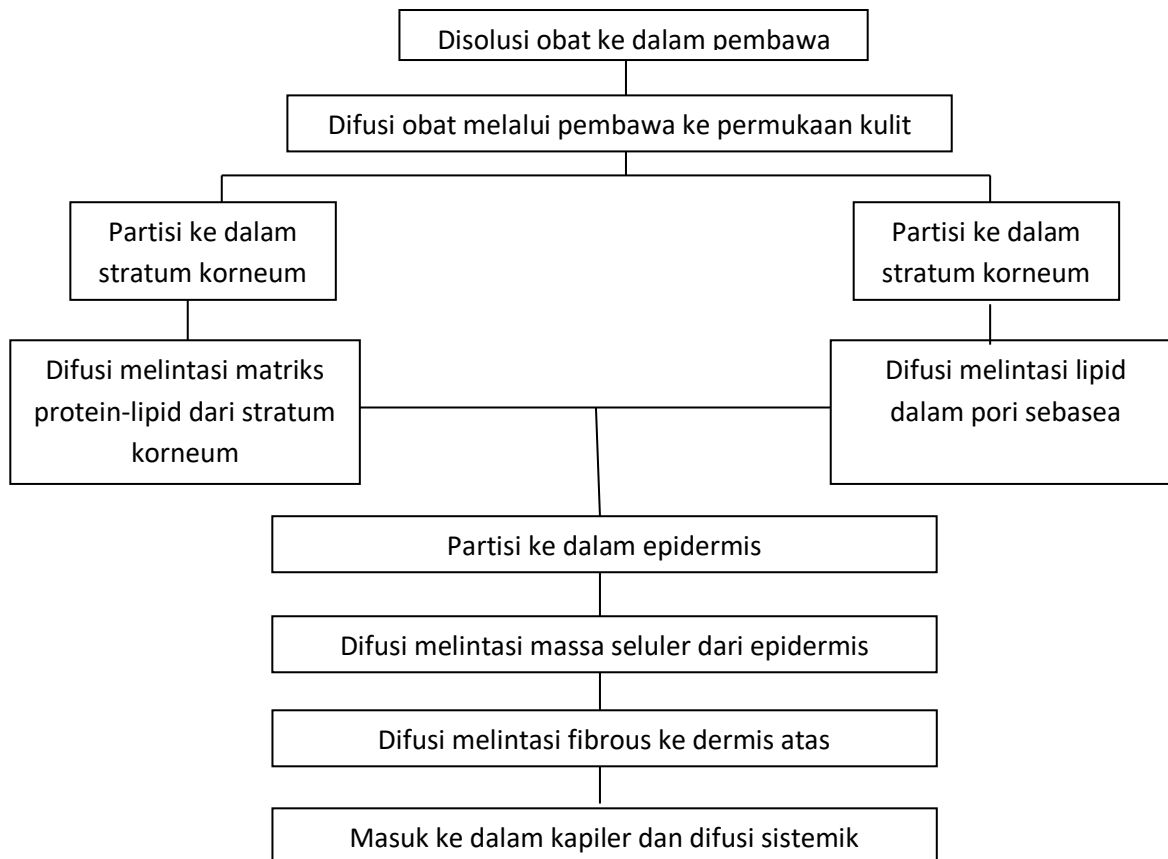 Disolusi obat ke dalam pembawa
Difusi obat melalui pembawa ke permukaan kulit
Partisi ke dalam
stratum korneum
Partisi ke dalam
stratum korneum
Difusi melintasi matriks
protein-lipid dari stratum
korneum
Difusi melintasi lipid
dalam pori sebasea
Partisi ke dalam epidermis
Difusi melintasi massa seluler dari epidermis
Difusi melintasi fibrous ke dermis atas
Masuk ke dalam kapiler dan difusi sistemik